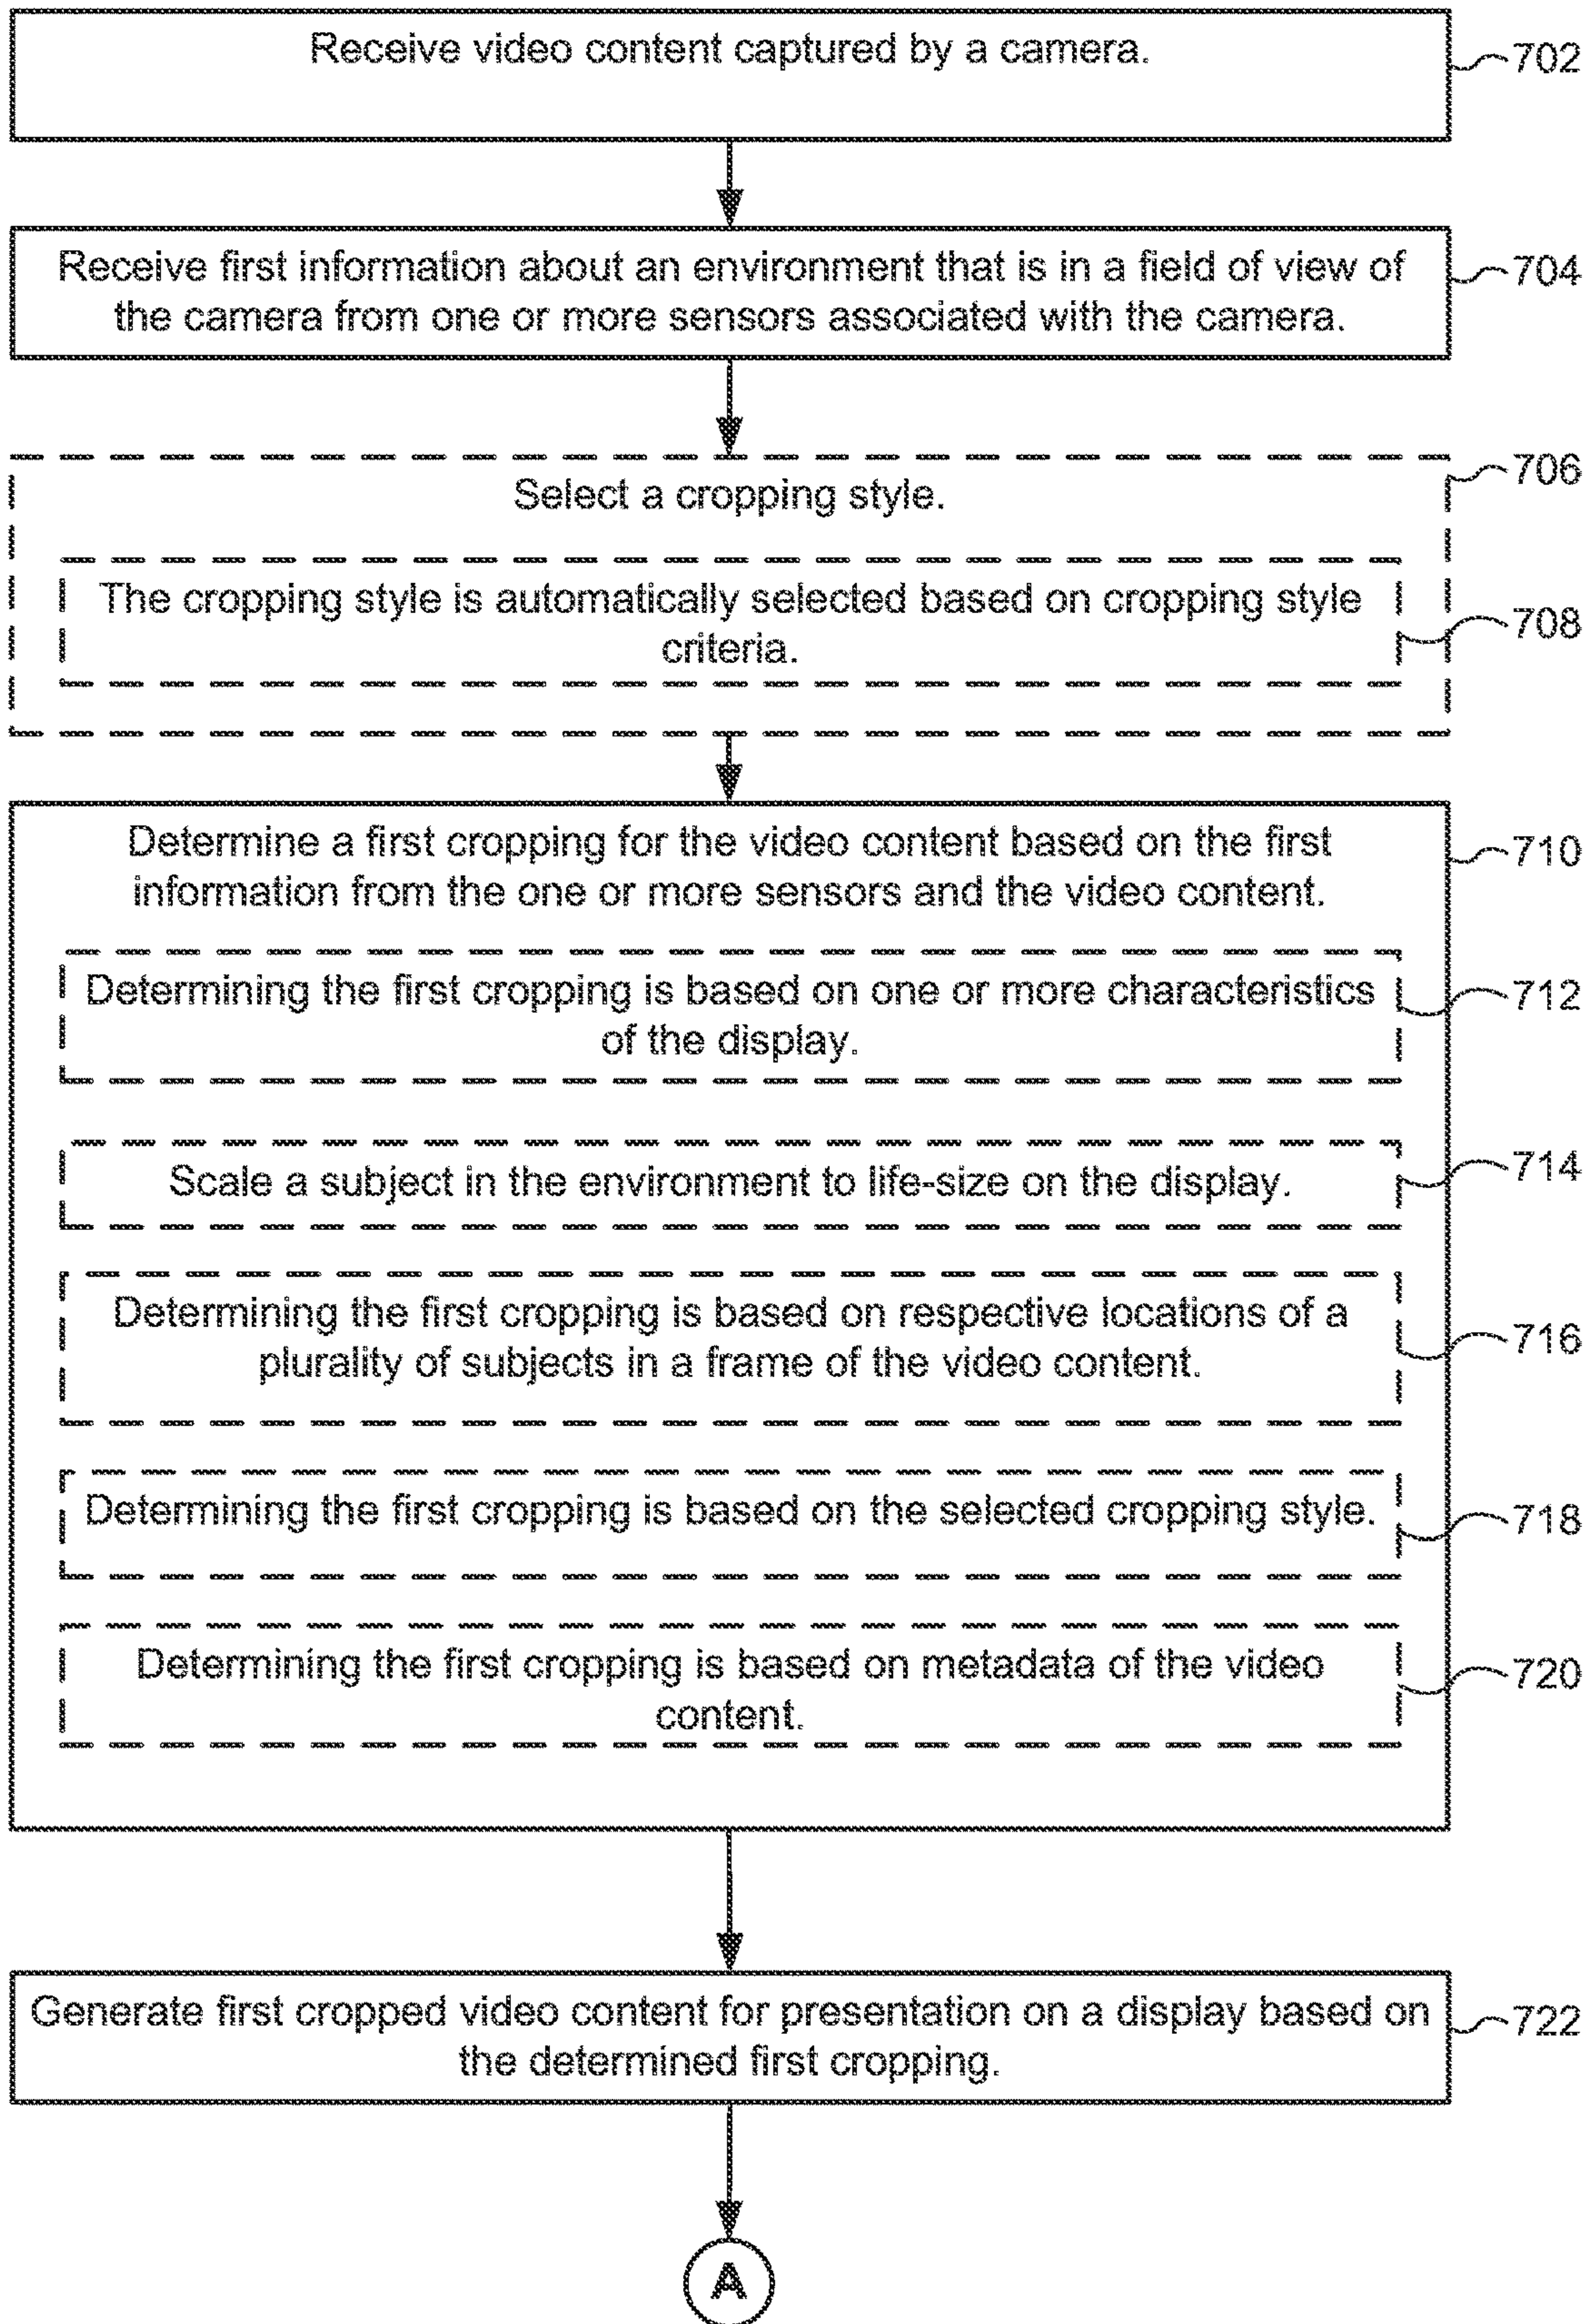 Receive video content captured by a camera.
702
Receive first information about an environment that is in a field of view of
the camera from one or more sensors associated with the camera.
704
Select a cropping style.
706
The cropping style is automatically selected based on cropping style
criteria.
708
Determine a first cropping for the video content based on the first
information from the one or more sensors and the video content.
710
Determining the first cropping is based on one or more characteristics
of the display.
712
Scale a subject in the environment to life-size on the display.
714
Determining the first cropping is based on respective locations of a
plurality of subjects in a frame of the video content.
716
Determining the first cropping is based on the selected cropping style.
718
Determining the first cropping is based on metadata of the video
content.
720
Generate first cropped video content for presentation on a display based on
the determined first cropping.
722
A